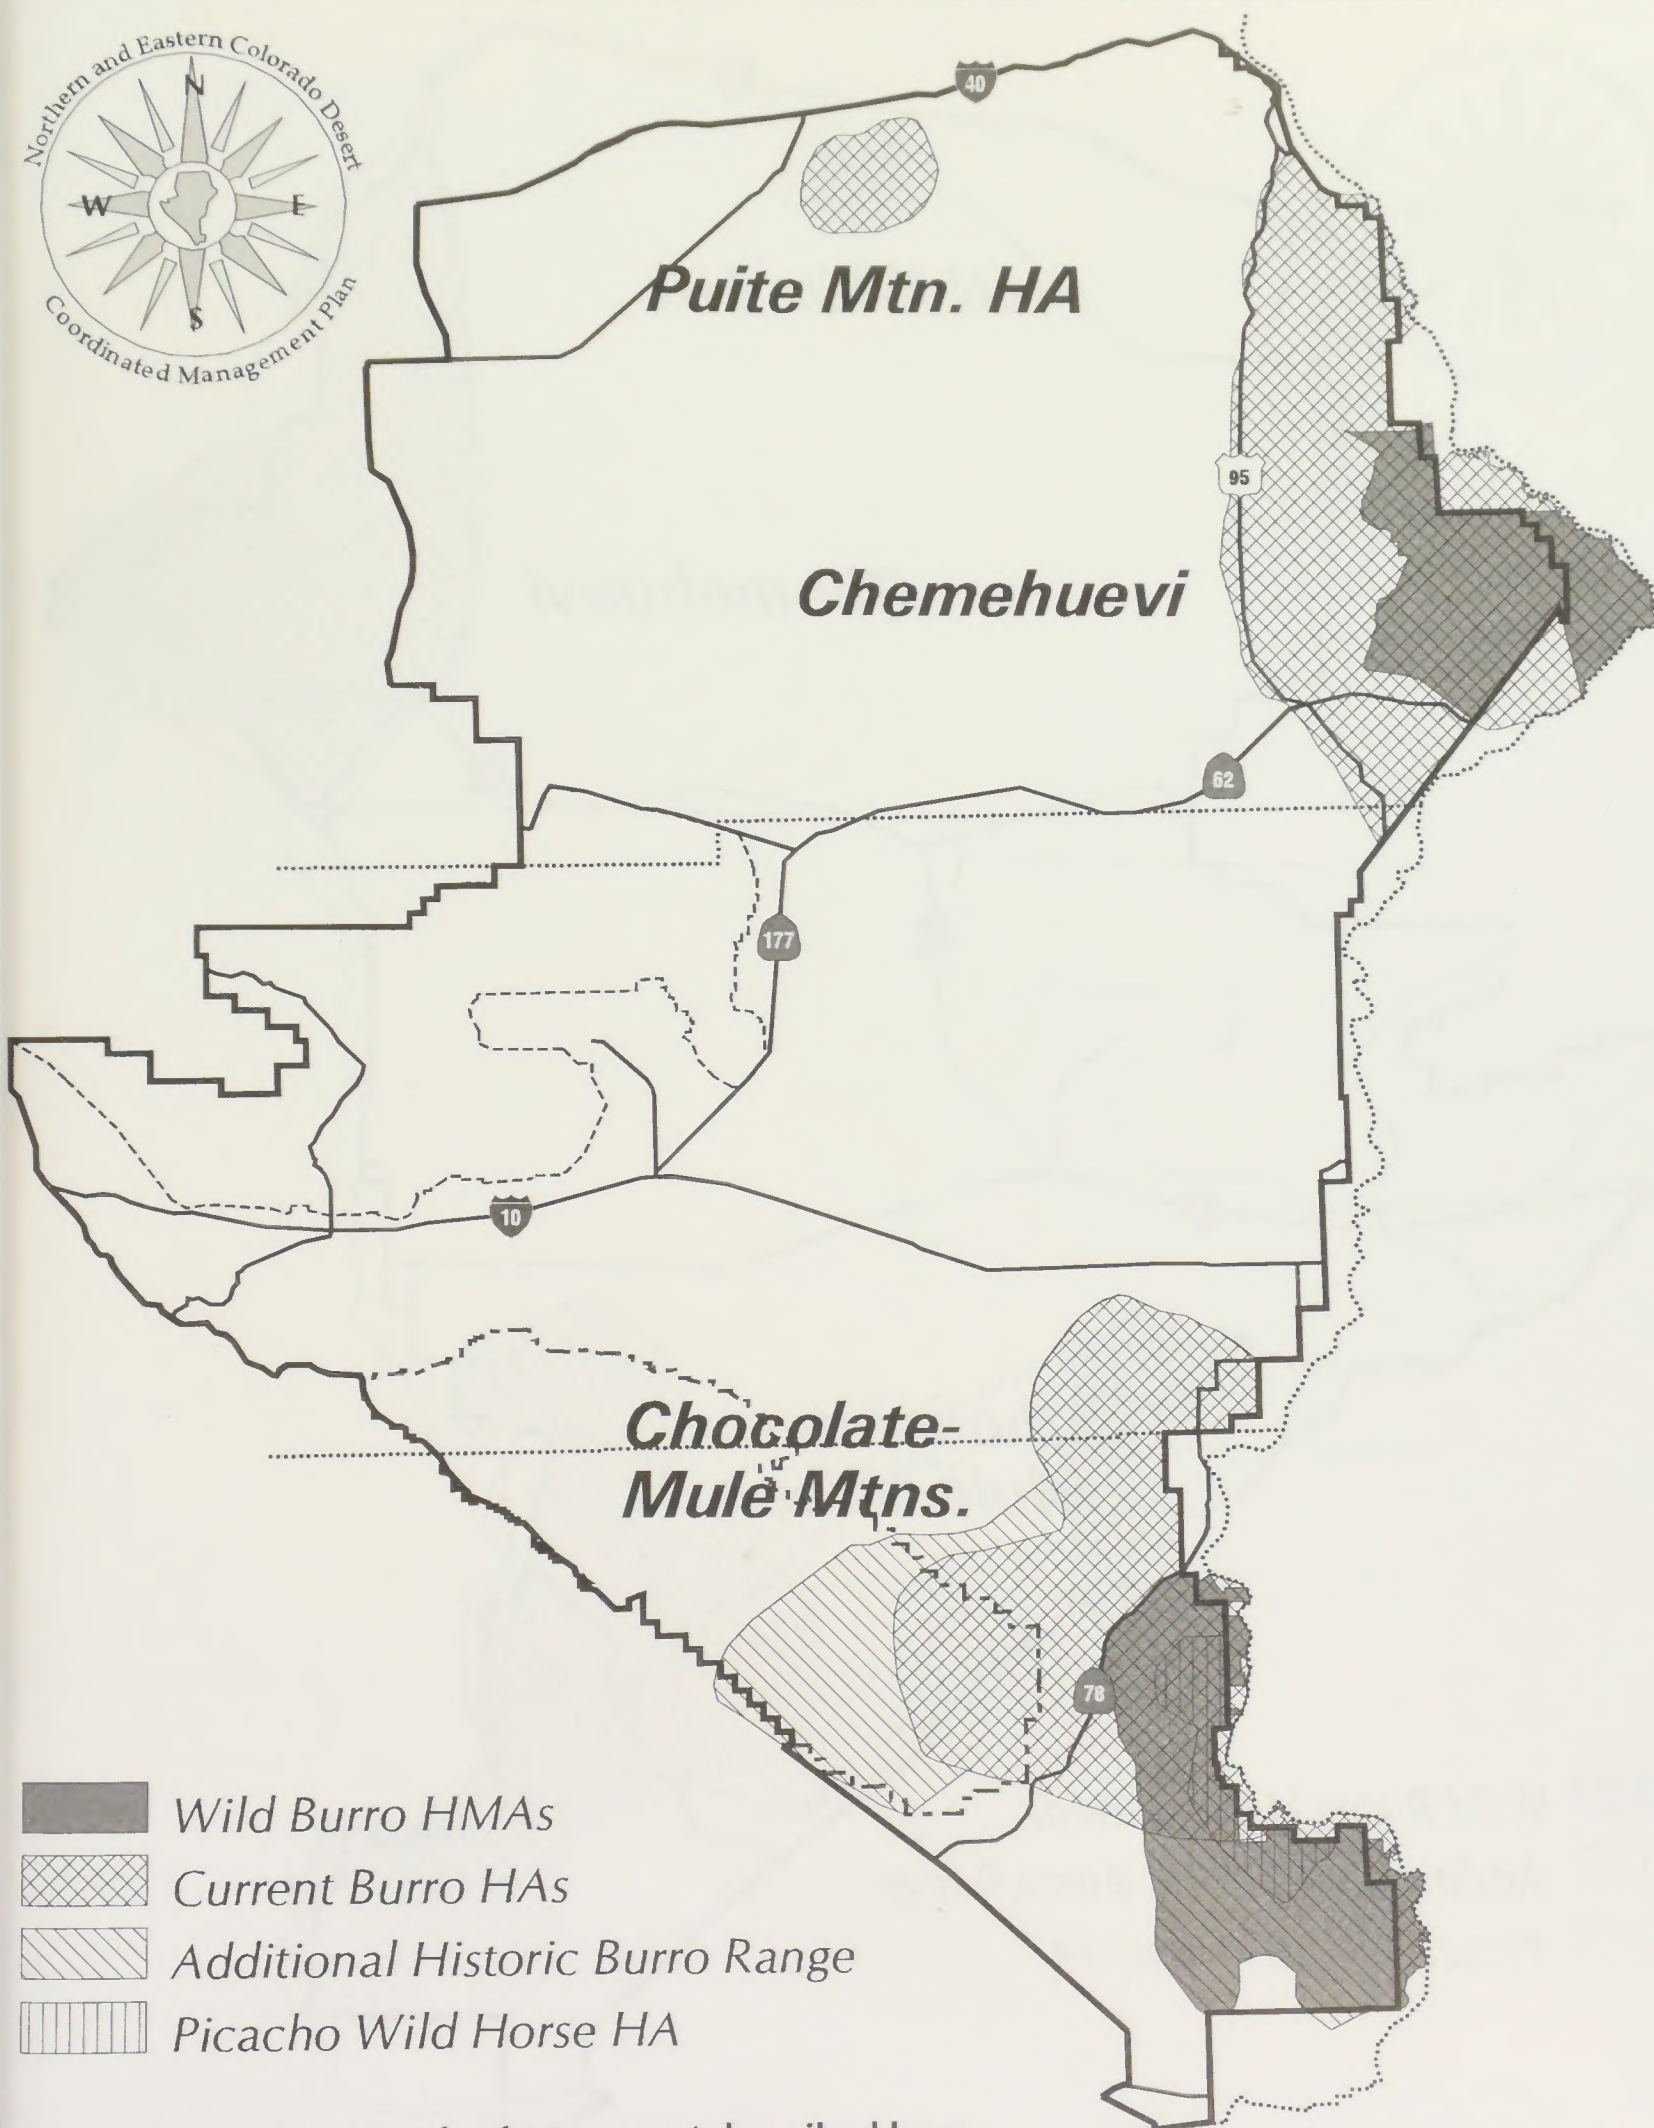 Northern and Eastern Colorado Desert
N
W
E
S
Coordinated Management Plan
40
Puite Mtn. HA
95
Chemehuevi
62
177
10
Chocolate-
Mule Mtns.
78
Wild Burro HMAs
Current Burro HAs
Additional Historic Burro Range
Picacho Wild Horse HA